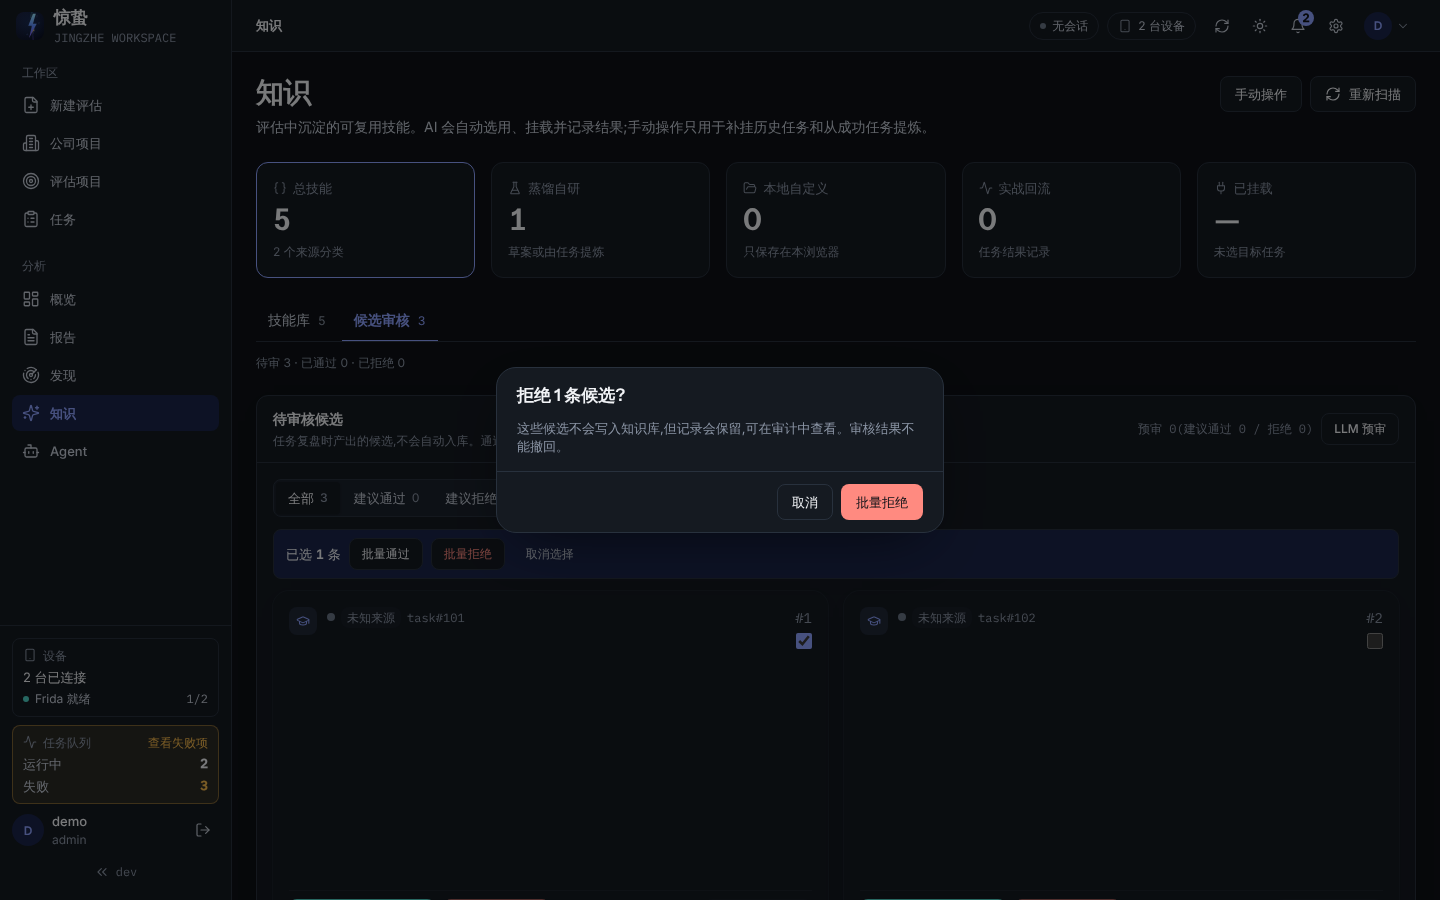 惊蛰
JINGZHE WORKSPACE
工作区
新建评估
公司项目
评估项目
任务
分析
概览
报告
发现
知识
Agent
设备
2 台已连接
Frida 就绪 1/2
任务队列 查看失败项
运行中 2
失败 3
D demo
admin
dev
知识
无会话
2 台设备
2
D
知识
评估中沉淀的可复用技能。AI 会自动选用、挂载并记录结果;手动操作只用于补挂历史任务和从成功任务提炼。
手动操作
重新扫描
总技能
5
2 个来源分类
蒸馏自研
1
草案或由任务提炼
本地自定义
0
只保存在本浏览器
实战回流
0
任务结果记录
已挂载
—
未选目标任务
技能库 5
候选审核 3
待审 3 · 已通过 0 · 已拒绝 0
待审核候选
任务复盘时产出的候选,不会自动入库。
预审 0(建议通过 0 / 拒绝 0)
LLM 预审
全部 3
建议通过 0
建议拒绝
拒绝 1 条候选?
这些候选不会写入知识库,但记录会保留,可在审计中查看。审核结果不
能撤回。
取消
批量拒绝
已选 1 条
批量通过
批量拒绝
取消选择
未知来源 task#101 #1
未知来源 task#102 #2